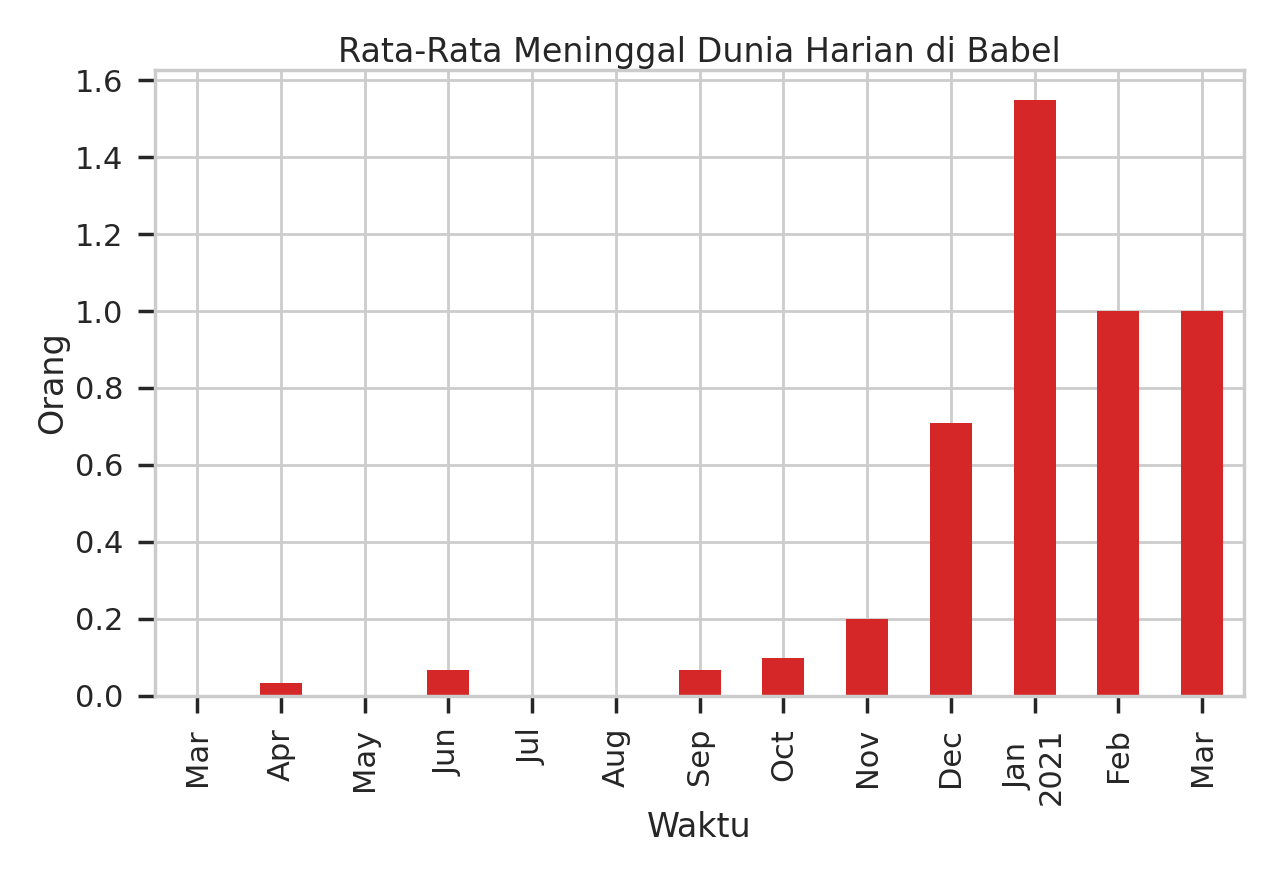 Rata-Rata Meninggal Dunia Harian di Babel
1.6
1.4
1.2
1.0
0.8
0.6
0.4
0.2
0.0
Orang
Mar
Apr
May
Jun
Jul
Aug
Sep
Oct
Nov
Dec
Jan
2021
Feb
Mar
Waktu